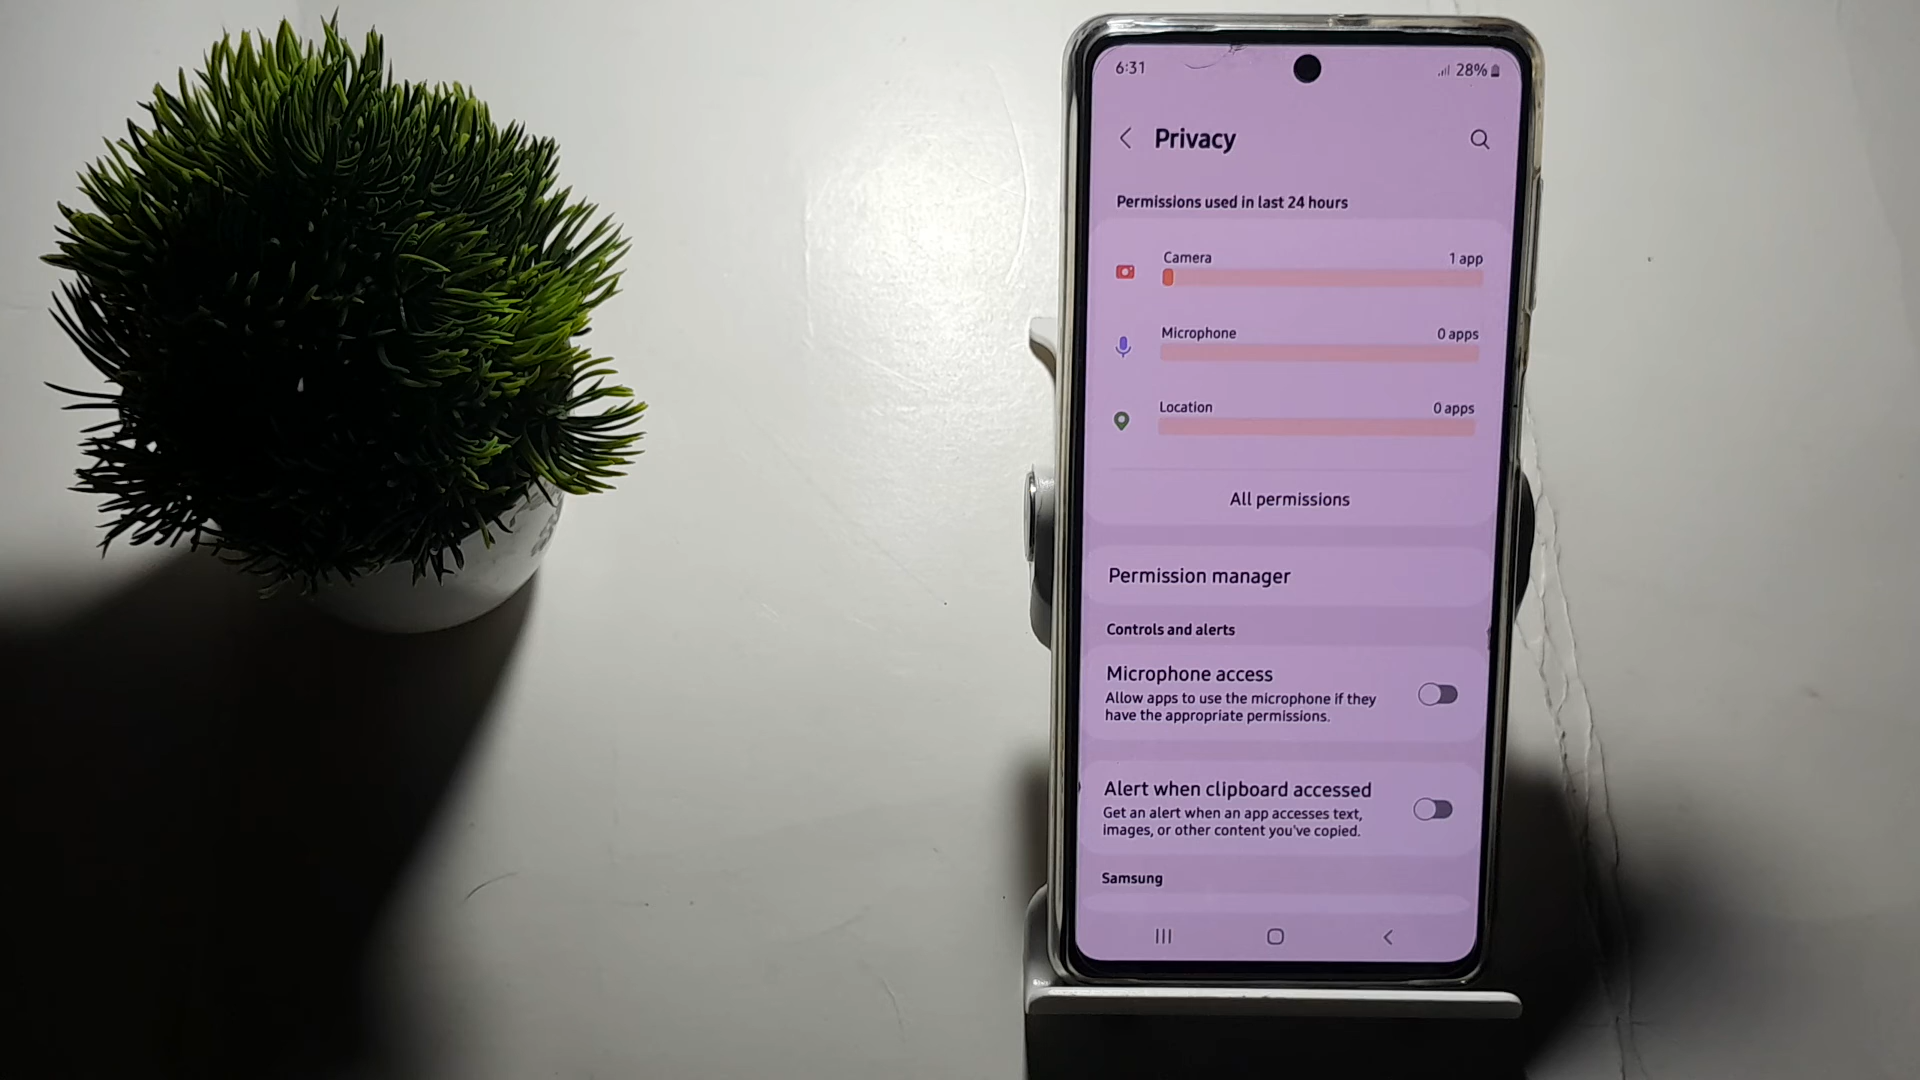 6:31
28%
Privacy
Permissions used in last 24 hours
Camera 1 app
Microphone 0 apps
Location 0 apps
All permissions
Permission manager
Controls and alerts
Microphone access
Allow apps to use the microphone if they
have the appropriate permissions.
Alert when clipboard accessed
Get an alert when an app accesses text,
images, or other content you've copied.
Samsung